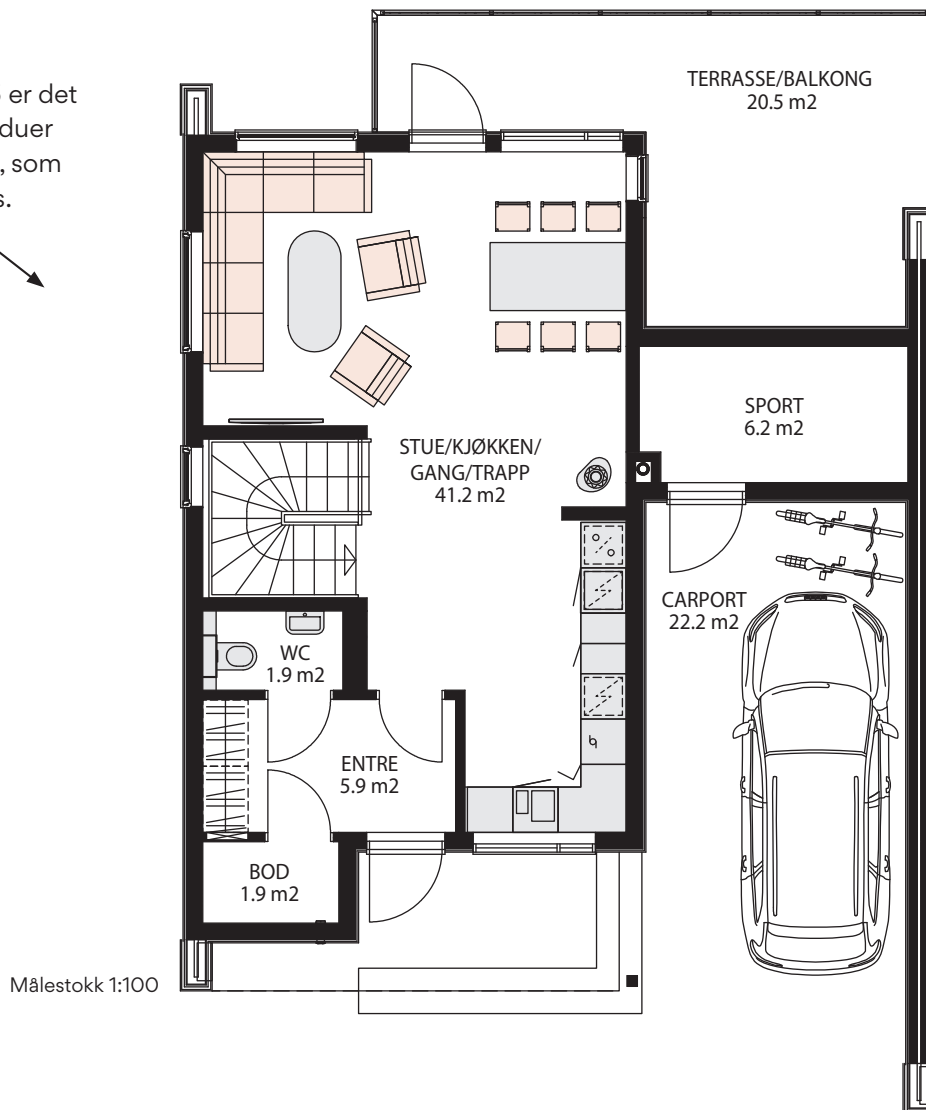 er det
duer
, som
s.
TERRASSE/BALKONG
20.5 m2
SPORT
6.2 m2
STUE/KJØKKEN/
GANG/TRAPP
41.2 m2
CARPORT
22.2 m2
WC
1.9 m2
ENTRE
5.9 m2
BOD
1.9 m2
Målestokk 1:100